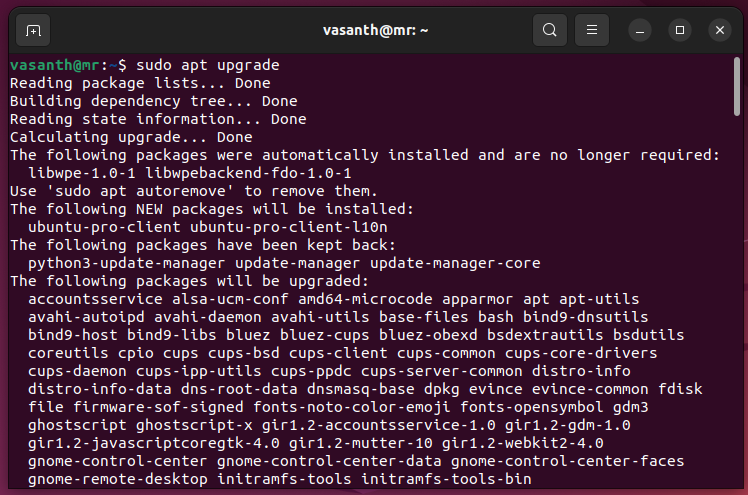 vasanth@mr: ~
vasanth@mr:~$ sudo apt upgrade
Reading package lists... Done
Building dependency tree... Done
Reading state information... Done
Calculating upgrade... Done
The following packages were automatically installed and are no longer required:
  libwpe-1.0-1 libwpebackend-fdo-1.0-1
Use 'sudo apt autoremove' to remove them.
The following NEW packages will be installed:
  ubuntu-pro-client ubuntu-pro-client-l10n
The following packages have been kept back:
  python3-update-manager update-manager update-manager-core
The following packages will be upgraded:
  accountsservice alsa-ucm-conf amd64-microcode apparmor apt apt-utils
  avahi-autoipd avahi-daemon avahi-utils base-files bash bind9-dnsutils
  bind9-host bind9-libs bluez bluez-cups bluez-obexd bsdextrautils bsdutils
  coreutils cpio cups cups-bsd cups-client cups-common cups-core-drivers
  cups-daemon cups-ipp-utils cups-ppdc cups-server-common distro-info
  distro-info-data dns-root-data dnsmasq-base dpkg evince evince-common fdisk
  file firmware-sof-signed fonts-noto-color-emoji fonts-opensymbol gdm3
  ghostscript ghostscript-x gir1.2-accountsservice-1.0 gir1.2-gdm-1.0
  gir1.2-javascriptcoregtk-4.0 gir1.2-mutter-10 gir1.2-webkit2-4.0
  gnome-control-center gnome-control-center-data gnome-control-center-faces
  gnome-remote-desktop initramfs-tools initramfs-tools-bin